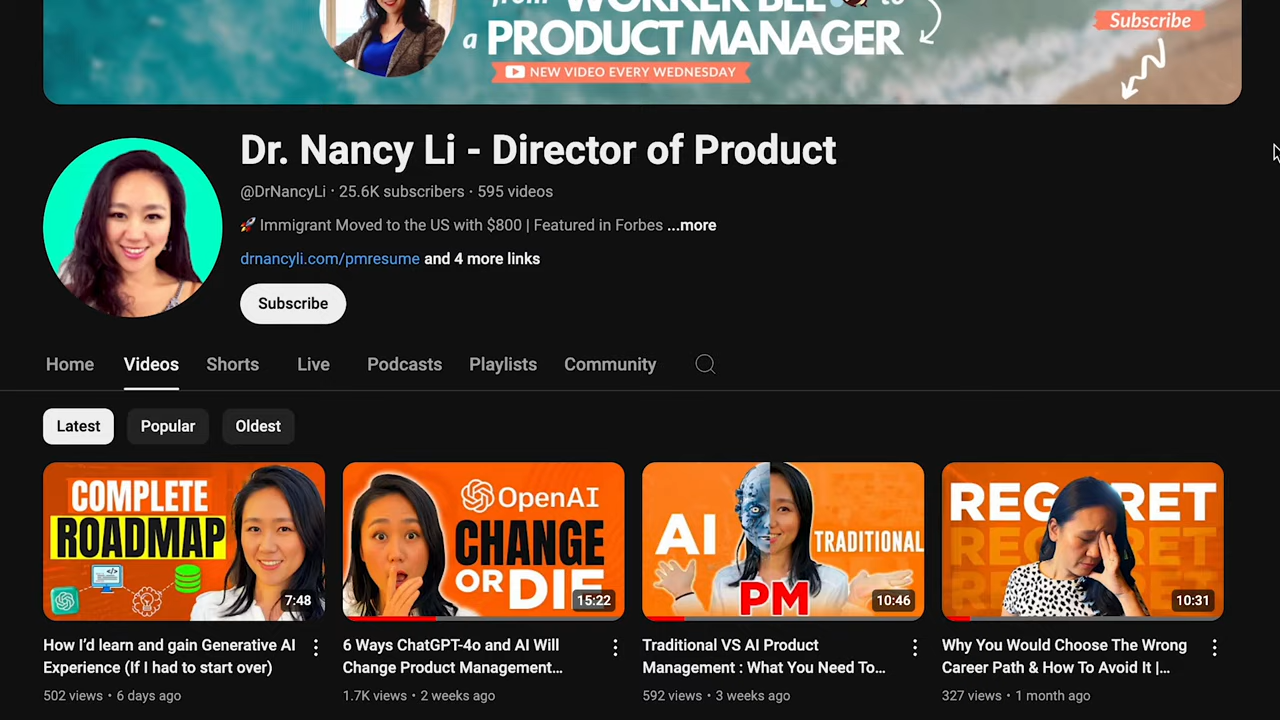 from WORKER BEE to
Subscribe
a PRODUCT MANAGER
NEW VIDEO EVERY WEDNESDAY
Dr. Nancy Li - Director of Product
@DrNancyLi · 25.6K subscribers · 595 videos
🚀 Immigrant Moved to the US with $800 | Featured in Forbes ...more
drnancyli.com/pmresume and 4 more links
Subscribe
Home Videos Shorts Live Podcasts Playlists Community
Latest Popular Oldest
COMPLETE
ROADMAP
7:48
OpenAI
CHANGE
OR DIE
15:22
AI
TRADITIONAL
PM
10:46
REGRET
REGRET
REGRET
10:31
How I'd learn and gain Generative AI
Experience (If I had to start over)
502 views · 6 days ago
6 Ways ChatGPT-4o and AI Will
Change Product Management...
1.7K views · 2 weeks ago
Traditional VS AI Product
Management : What You Need To...
592 views · 3 weeks ago
Why You Would Choose The Wrong
Career Path & How To Avoid It |...
327 views · 1 month ago